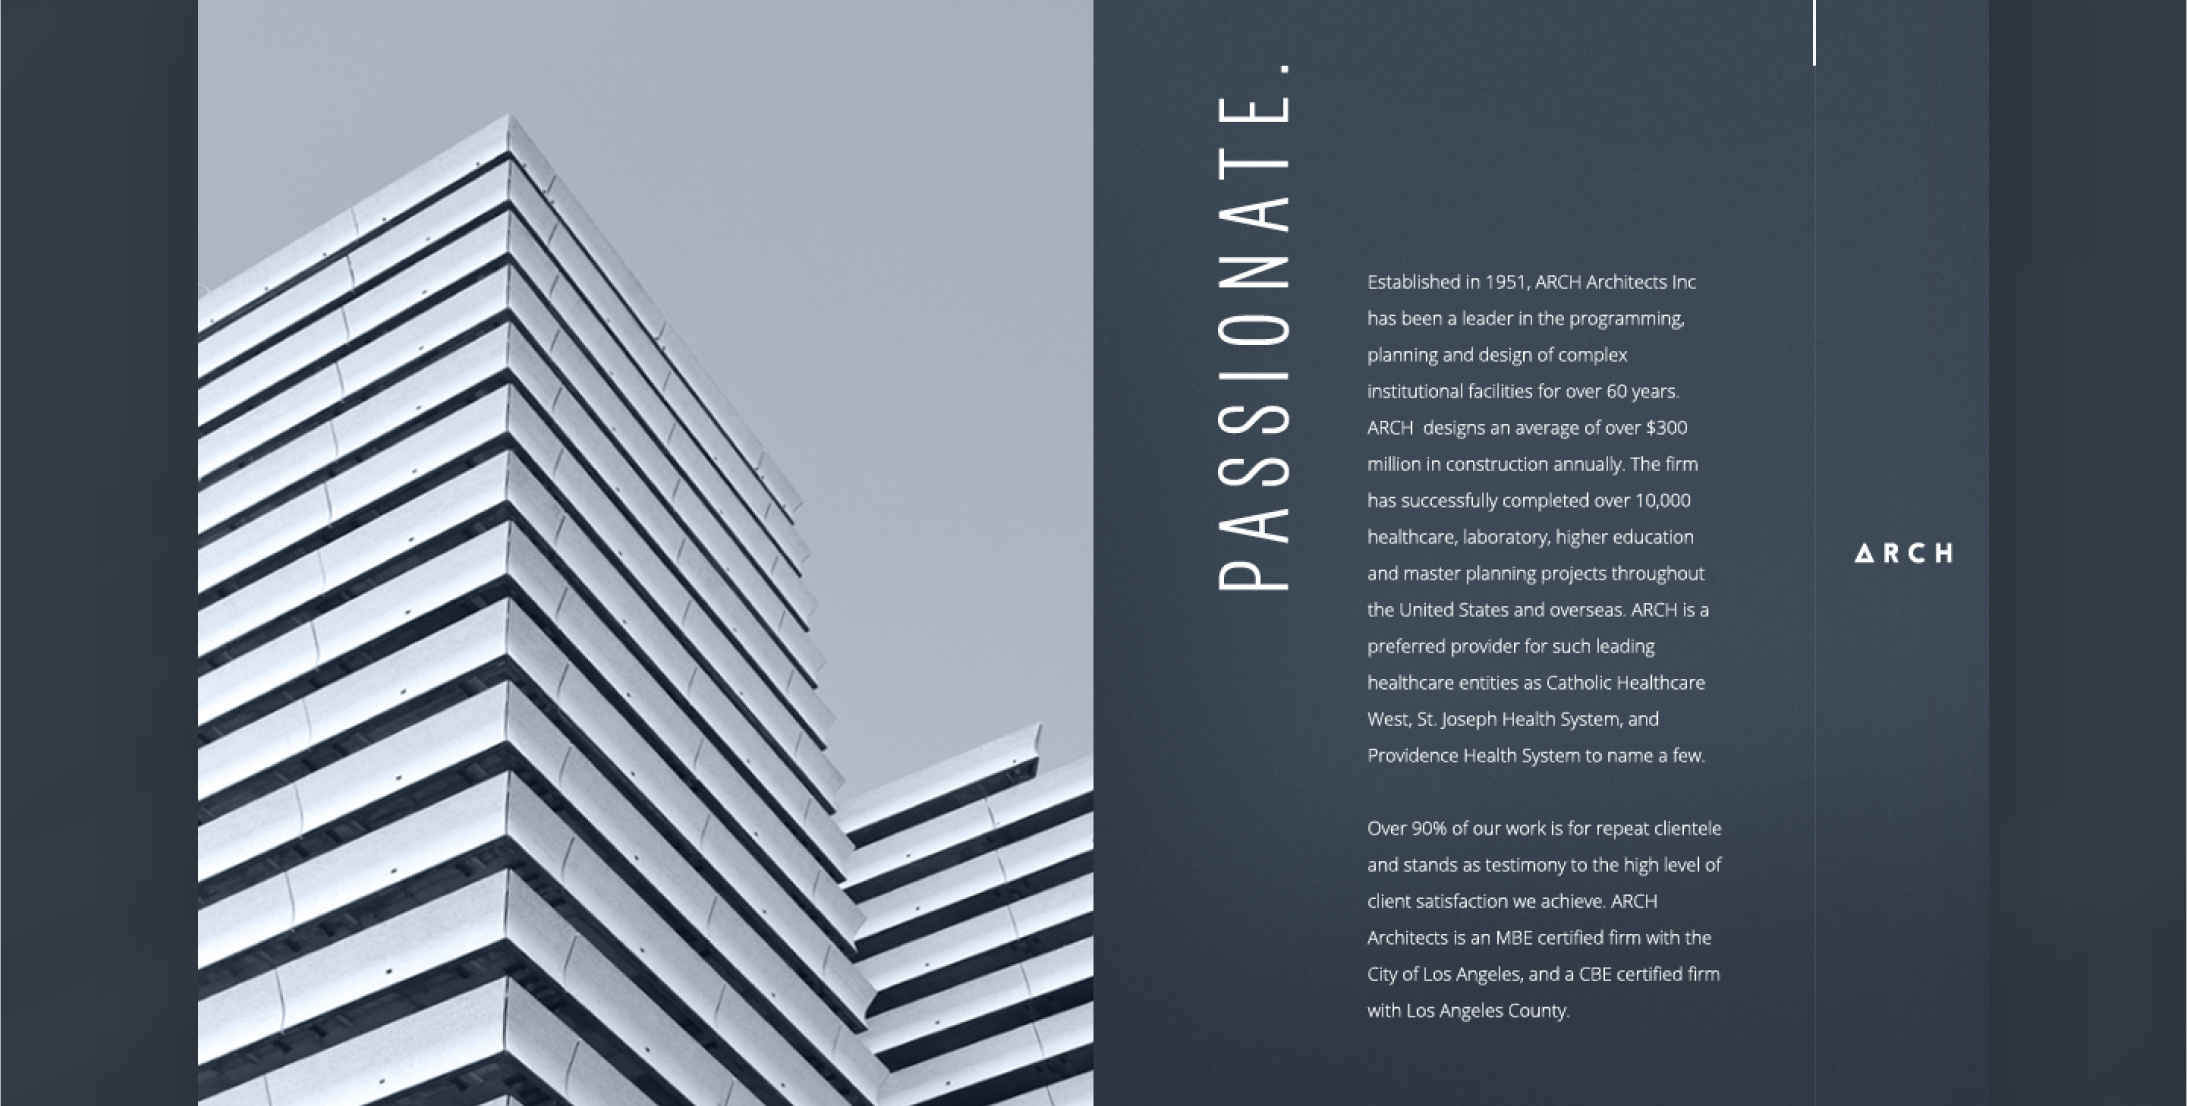 PASSIONATE.
Established in 1951, ARCH Architects Inc
has been a leader in the programming,
planning and design of complex
institutional facilities for over 60 years.
ARCH  designs an average of over $300
million in construction annually. The firm
has successfully completed over 10,000
healthcare, laboratory, higher education
and master planning projects throughout
the United States and overseas. ARCH is a
preferred provider for such leading
healthcare entities as Catholic Healthcare
West, St. Joseph Health System, and
Providence Health System to name a few.
Over 90% of our work is for repeat clientele
and stands as testimony to the high level of
client satisfaction we achieve. ARCH
Architects is an MBE certified firm with the
City of Los Angeles, and a CBE certified firm
with Los Angeles County.
ARCH